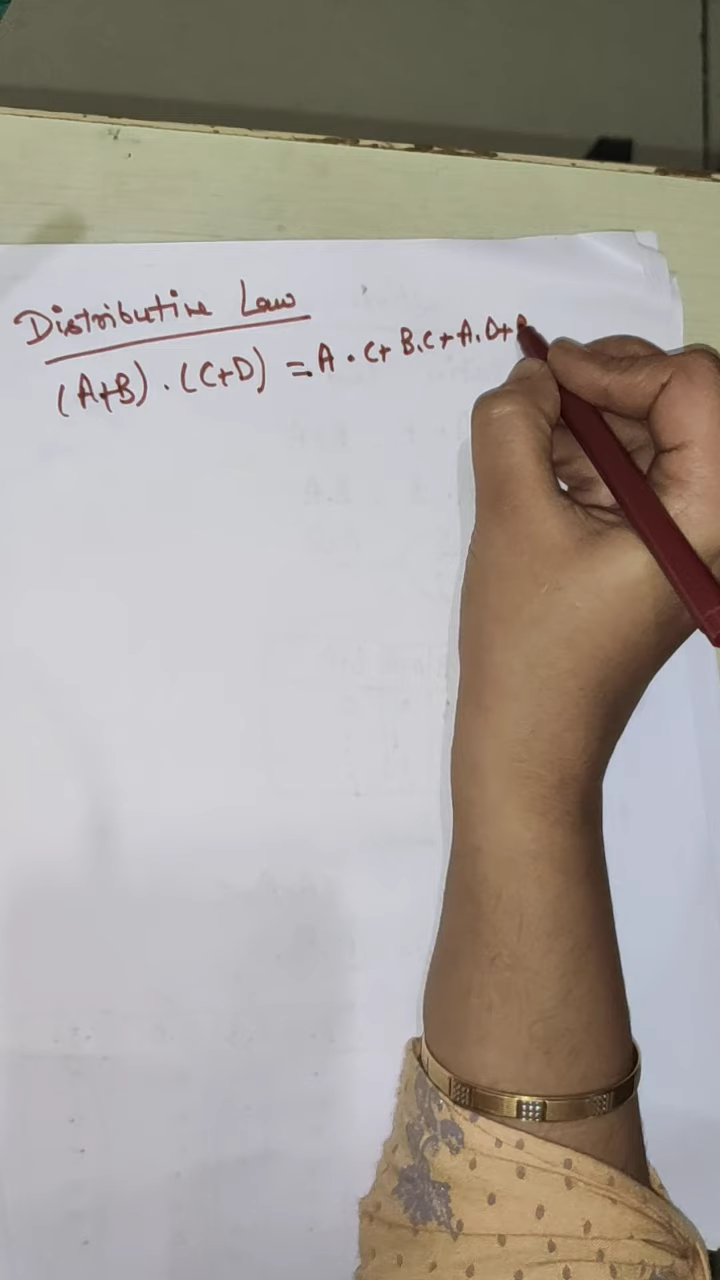 Distributive Law
(A+B) . (C+D) = A . C + B.C + A.D +